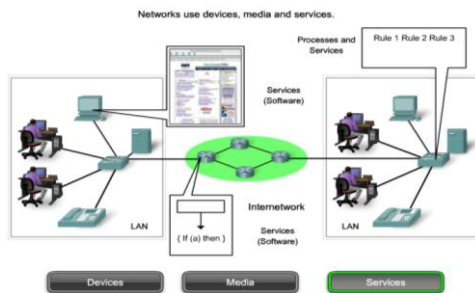 Networks use devices, media and services.
Processes and
Services
Rule 1 Rule 2 Rule 3
Services
(Software)
Internetwork
LAN
{ If (a) then }
Services
(Software)
LAN
Devices
Media
Services